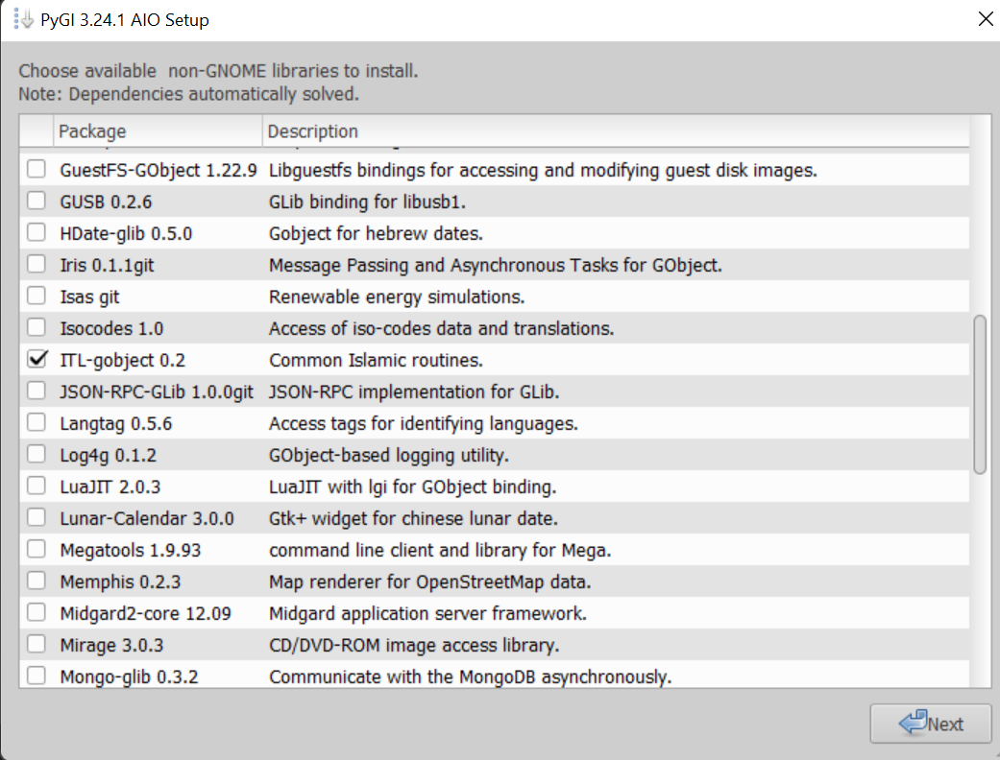 PyGI 3.24.1 AIO Setup
Choose available  non-GNOME libraries to install.
Note: Dependencies automatically solved.
Package Description
GuestFS-GObject 1.22.9 Libguestfs bindings for accessing and modifying guest disk images.
GUSB 0.2.6 GLib binding for libusb1.
HDate-glib 0.5.0 Gobject for hebrew dates.
Iris 0.1.1git Message Passing and Asynchronous Tasks for GObject.
Isas git Renewable energy simulations.
Isocodes 1.0 Access of iso-codes data and translations.
ITL-gobject 0.2 Common Islamic routines.
JSON-RPC-GLib 1.0.0git JSON-RPC implementation for GLib.
Langtag 0.5.6 Access tags for identifying languages.
Log4g 0.1.2 GObject-based logging utility.
LuaJIT 2.0.3 LuaJIT with lgi for GObject binding.
Lunar-Calendar 3.0.0 Gtk+ widget for chinese lunar date.
Megatools 1.9.93 command line client and library for Mega.
Memphis 0.2.3 Map renderer for OpenStreetMap data.
Midgard2-core 12.09 Midgard application server framework.
Mirage 3.0.3 CD/DVD-ROM image access library.
Mongo-glib 0.3.2 Communicate with the MongoDB asynchronously.
Next